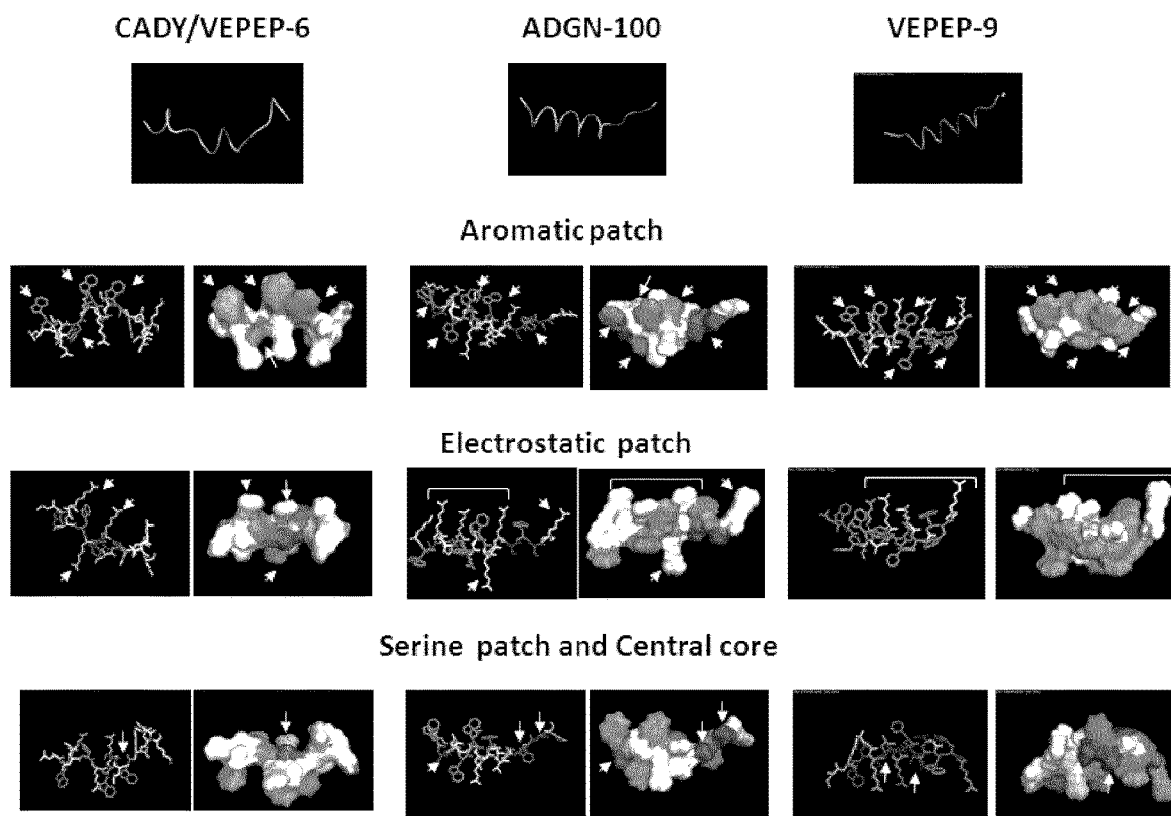 CADY/VEPEP-6
ADGN-100
VEPEP-9
Aromatic patch
Electrostatic patch
Serine patch and Central core